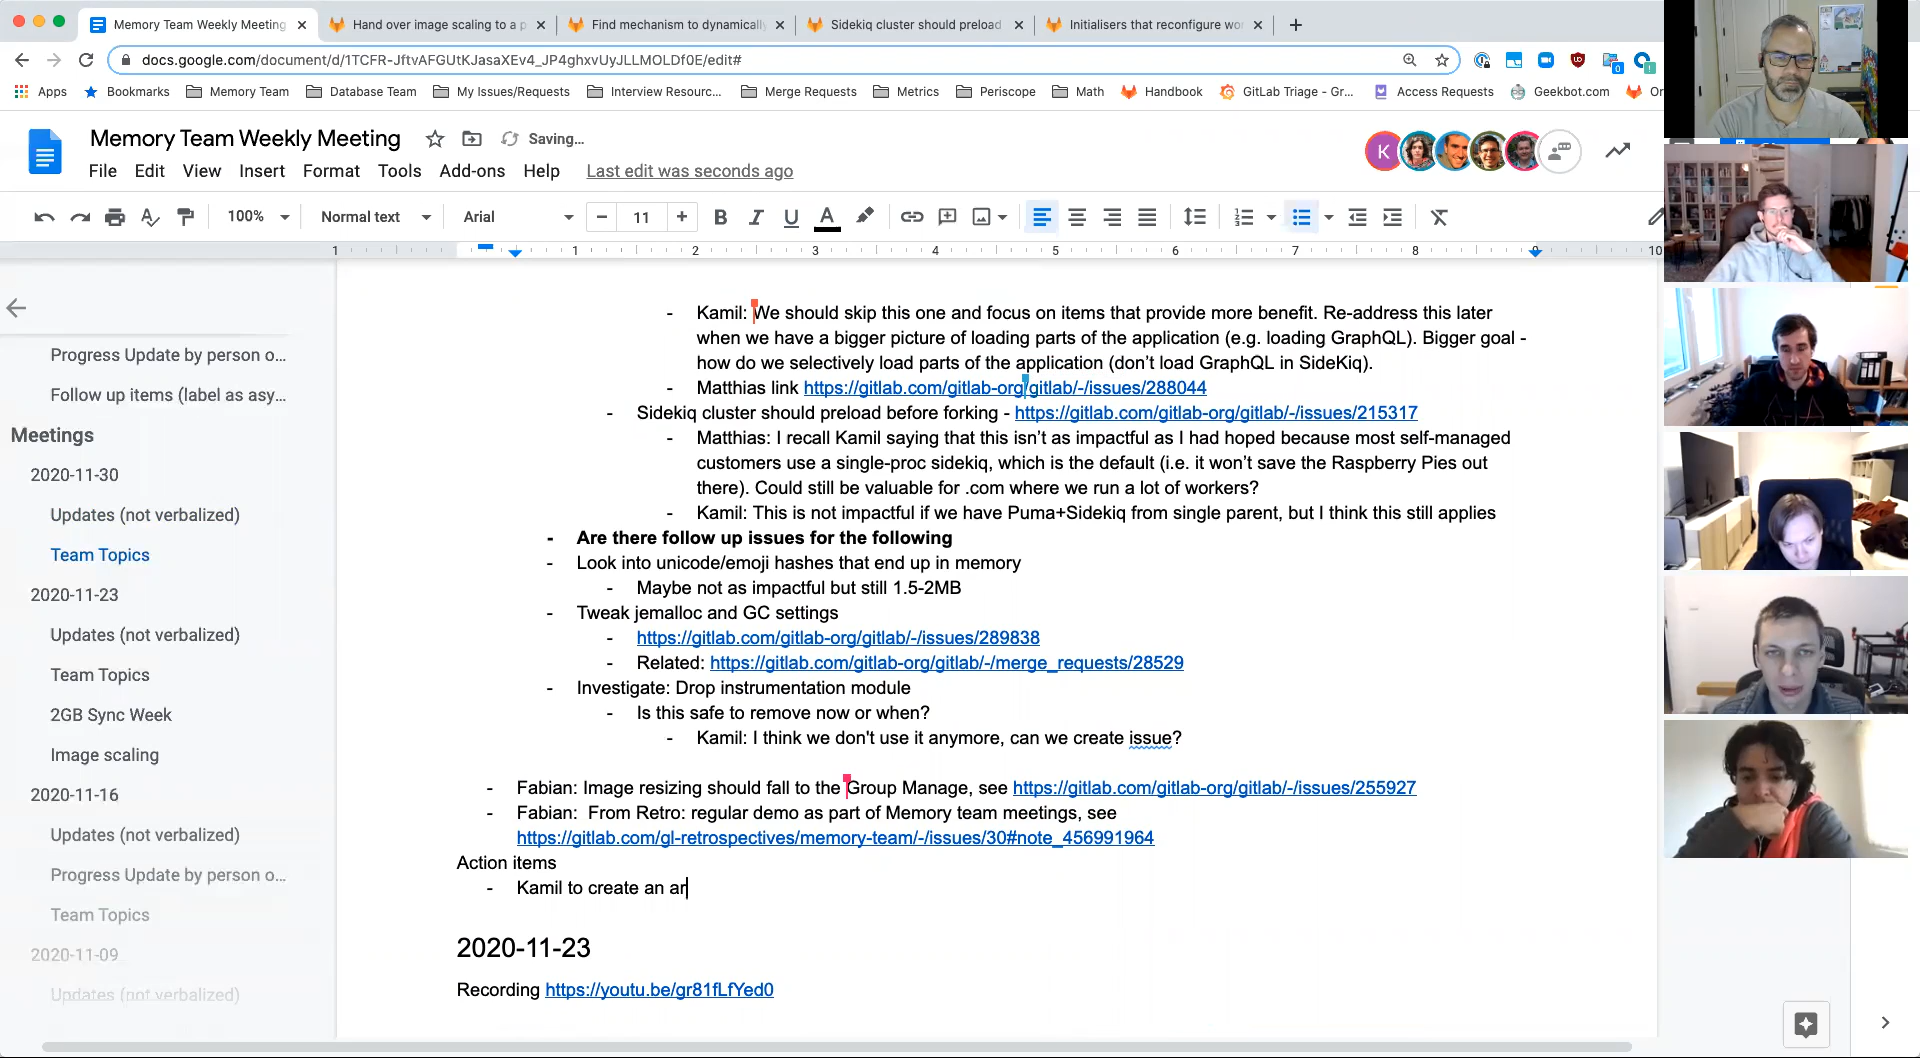 Memory Team Weekly Meeting
Hand over image scaling to a p
Find mechanism to dynamically
Sidekiq cluster should preload
Initialisers that reconfigure wor
docs.google.com/document/d/1TCFR-JftvAFGUtKJasaXEv4_JP4ghxvUyJLLMOLDf0E/edit#
Apps
Bookmarks
Memory Team
Database Team
My Issues/Requests
Interview Resourc...
Merge Requests
Metrics
Periscope
Math
Handbook
GitLab Triage - Gr...
Access Requests
Geekbot.com
Or
Memory Team Weekly Meeting
Saving...
K
File Edit View Insert Format Tools Add-ons Help Last edit was seconds ago
100% Normal text Arial 11 B I U A
1 1 2 3 4 5 6 7 8 9 10
Progress Update by person o...
Follow up items (label as asy...
Meetings
2020-11-30
Updates (not verbalized)
Team Topics
2020-11-23
Updates (not verbalized)
Team Topics
2GB Sync Week
Image scaling
2020-11-16
Updates (not verbalized)
Progress Update by person o...
Team Topics
2020-11-09
Updates (not verbalized)
- Kamil: We should skip this one and focus on items that provide more benefit. Re-address this later
when we have a bigger picture of loading parts of the application (e.g. loading GraphQL). Bigger goal -
how do we selectively load parts of the application (don’t load GraphQL in SideKiq).
- Matthias link https://gitlab.com/gitlab-org/gitlab/-/issues/288044
- Sidekiq cluster should preload before forking - https://gitlab.com/gitlab-org/gitlab/-/issues/215317
- Matthias: I recall Kamil saying that this isn’t as impactful as I had hoped because most self-managed
customers use a single-proc sidekiq, which is the default (i.e. it won’t save the Raspberry Pies out
there). Could still be valuable for .com where we run a lot of workers?
- Kamil: This is not impactful if we have Puma+Sidekiq from single parent, but I think this still applies
- Are there follow up issues for the following
- Look into unicode/emoji hashes that end up in memory
- Maybe not as impactful but still 1.5-2MB
- Tweak jemalloc and GC settings
- https://gitlab.com/gitlab-org/gitlab/-/issues/289838
- Related: https://gitlab.com/gitlab-org/gitlab/-/merge_requests/28529
- Investigate: Drop instrumentation module
- Is this safe to remove now or when?
- Kamil: I think we don't use it anymore, can we create issue?
- Fabian: Image resizing should fall to the Group Manage, see https://gitlab.com/gitlab-org/gitlab/-/issues/255927
- Fabian:  From Retro: regular demo as part of Memory team meetings, see
https://gitlab.com/gl-retrospectives/memory-team/-/issues/30#note_456991964
Action items
- Kamil to create an ar
2020-11-23
Recording https://youtu.be/gr81fLfYed0